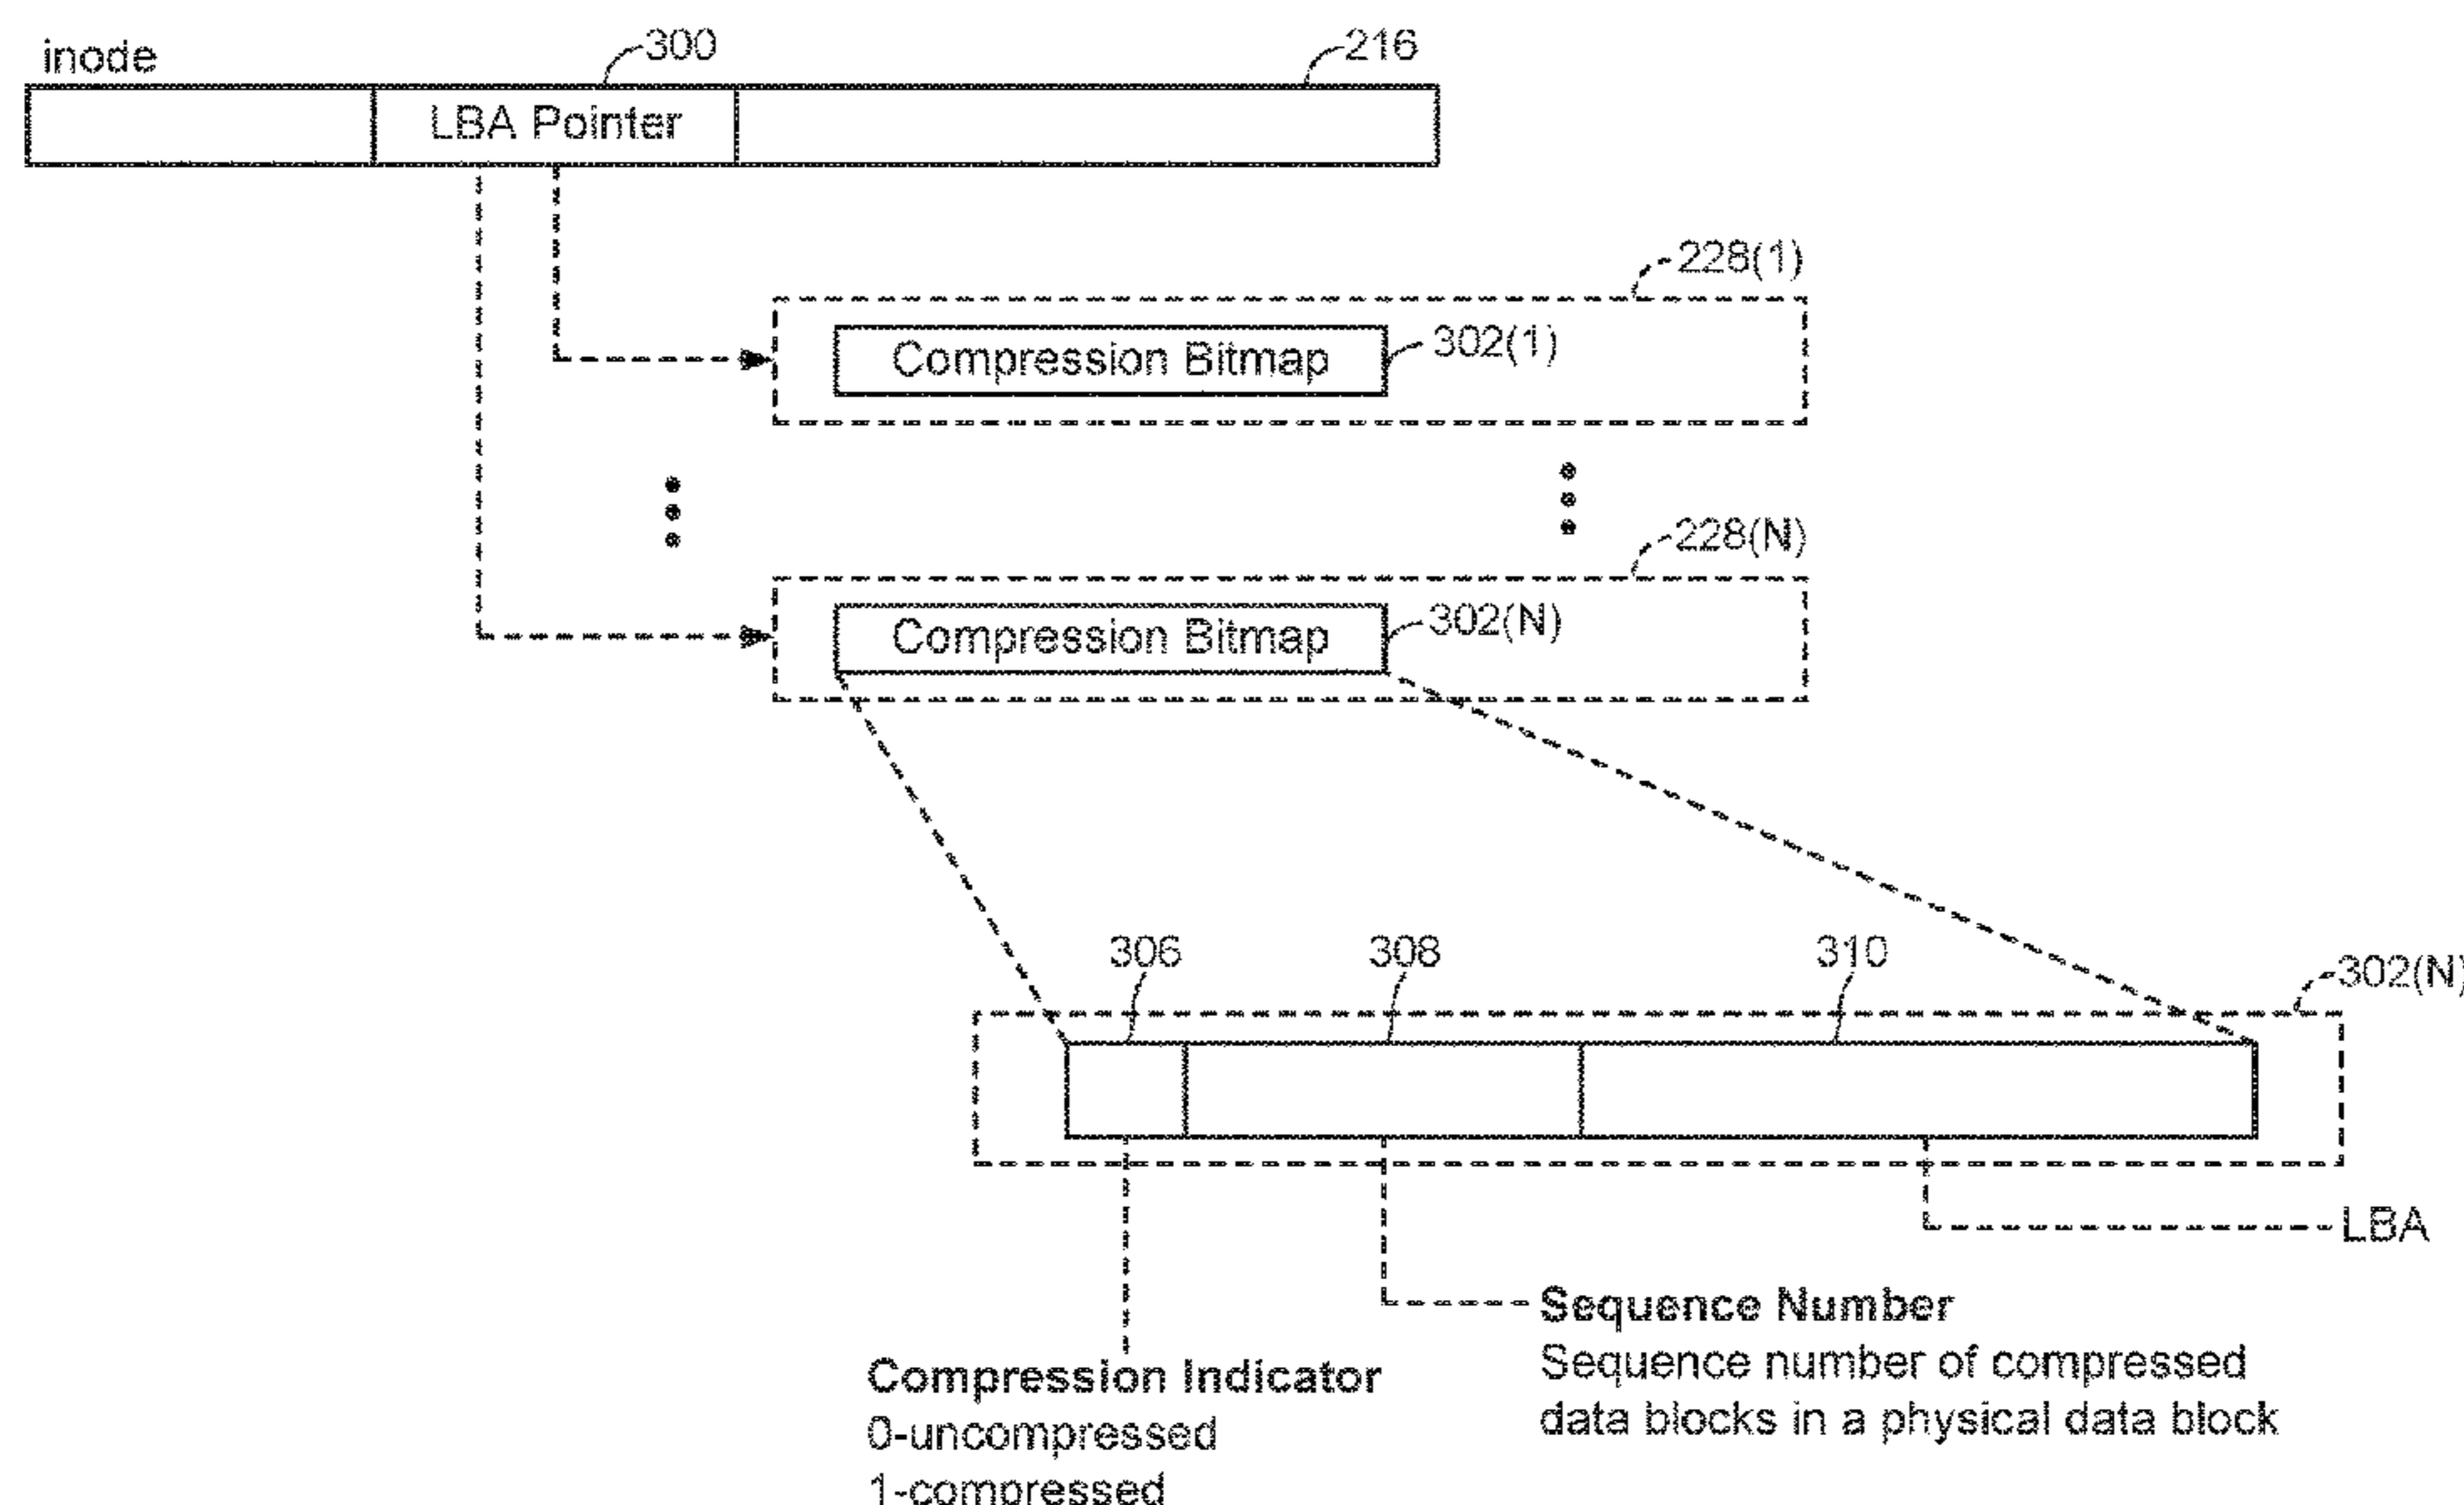 inode
300
216
LBA Pointer
228(1)
Compression Bitmap
302(1)
228(N)
Compression Bitmap
302(N)
306
308
310
302(N)
LBA
Sequence Number
Sequence number of compressed
data blocks in a physical data block
Compression Indicator
0-uncompressed
1-compressed